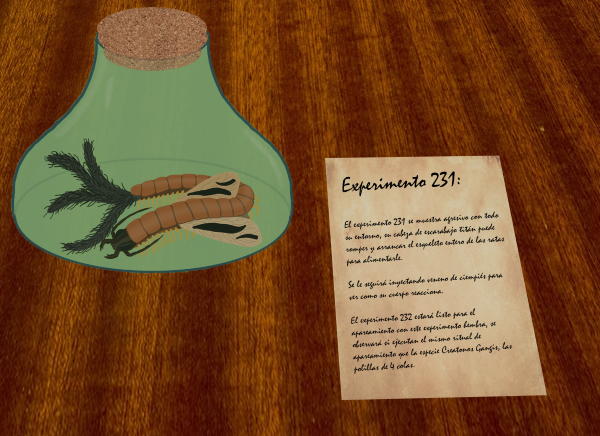 Experimento 231:
El experimento 231 se muestra agresivo con todo
su entorno, su cabeza de escarabajo titán puede
romper y arrancar el esqueleto entero de las ratas
para alimentarle.
Se le seguirá inyectando veneno de ciempiés para
ver como su cuerpo reacciona.
El experimento 232 estará listo para el
apareamiento con este experimento hembra, se
observará si ejecutan el mismo ritual de
apareamiento que la especie Creatonos Gangis, las
polillas de 4 colas.